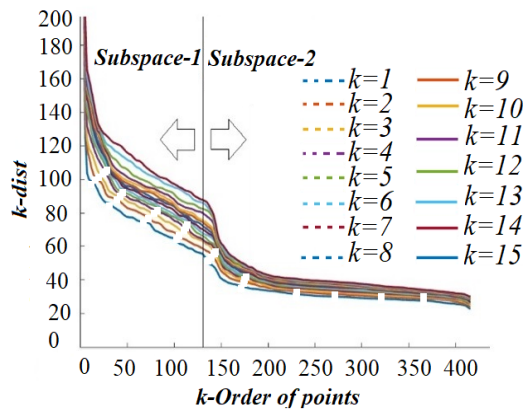 200
180
160
140
120
100
80
60
40
20
0
k-dist
Subspace-1
Subspace-2
k=1
k=2
k=3
k=4
k=5
k=6
k=7
k=8
k=9
k=10
k=11
k=12
k=13
k=14
k=15
0 50 100 150 200 250 300 350 400
k-Order of points